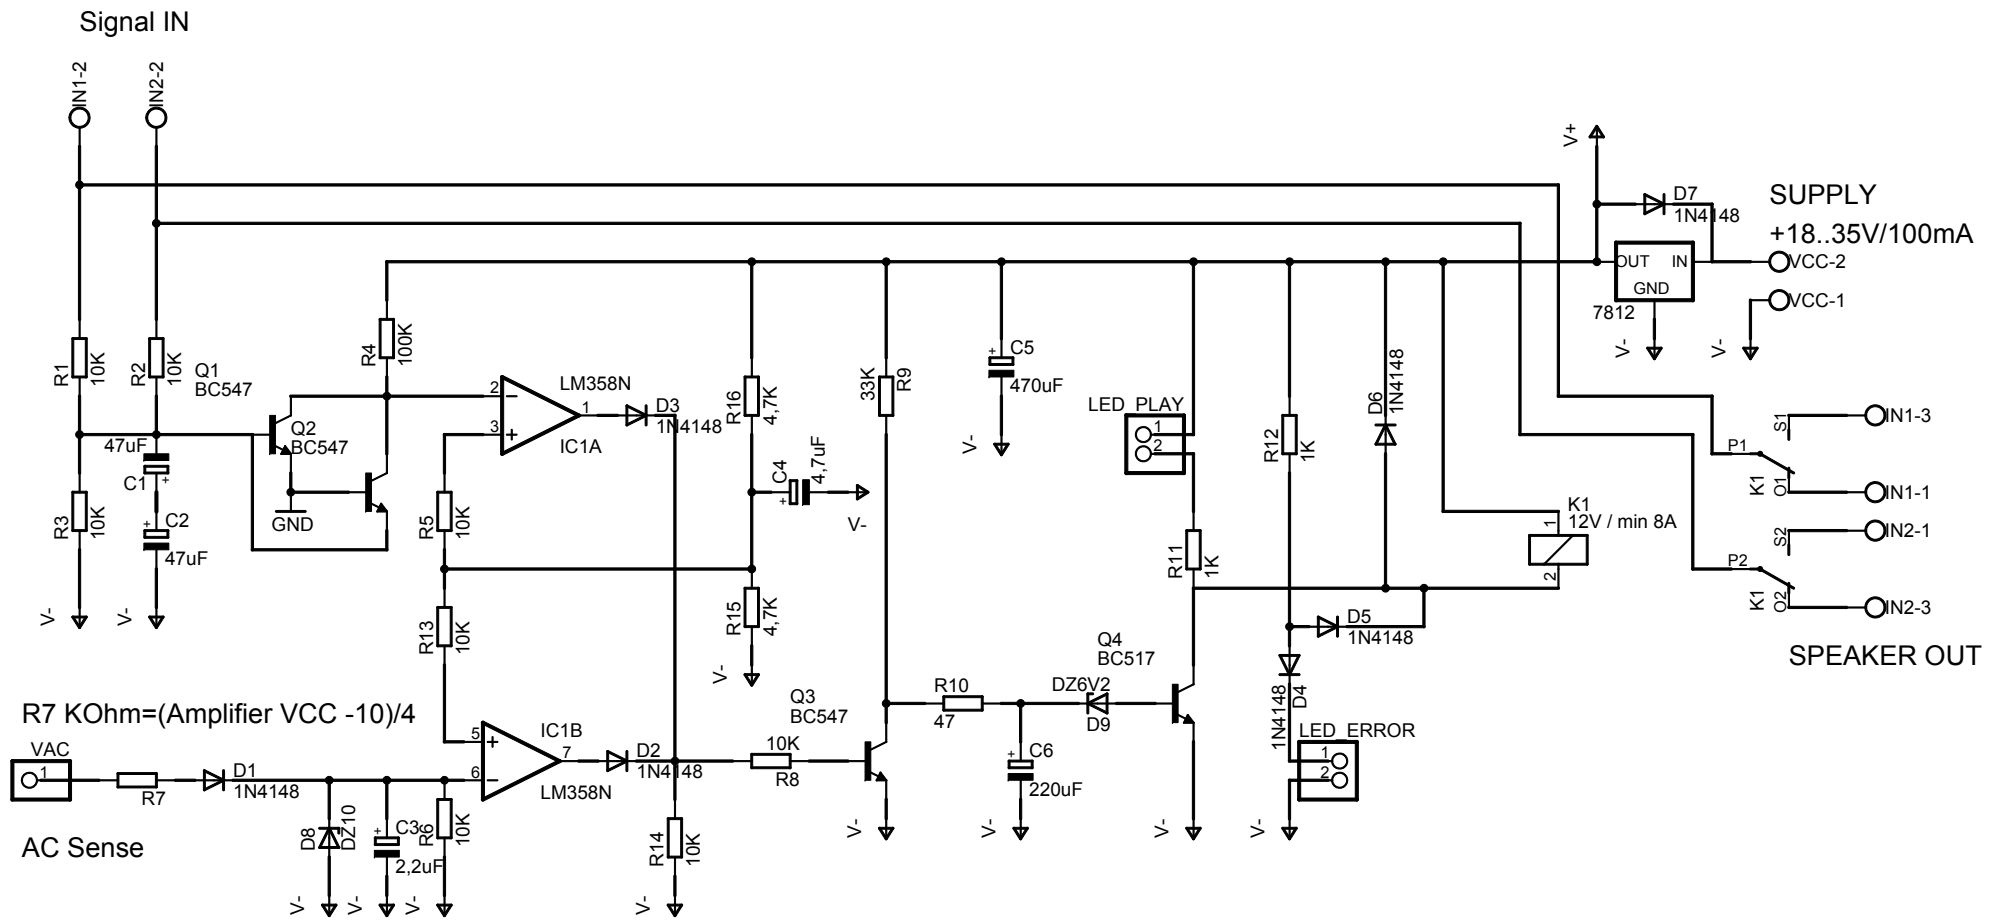 Signal IN
IN1-2
IN2-2
V+
D7
1N4148
SUPPLY
+18..35V/100mA
OUT
IN
GND
7812
VCC-2
VCC-1
V-
V-
R1
10K
R2
10K
Q1
BC547
R4
100K
2
3
1
LM358N
IC1A
D3
1N4148
R16
4,7K
33K
R9
C5
470uF
V-
LED_PLAY
1
2
R12
1K
D6
1N4148
S1
IN1-3
P1
K1
O1
IN1-1
47uF
C1
Q2
BC547
GND
R3
10K
C2
47uF
R5
10K
C4
4,7uF
V-
R11
1K
K1
12V / min 8A
1
2
S2
IN2-1
P2
K1
O2
IN2-3
V-
V-
R13
10K
R15
4,7K
V-
D5
1N4148
SPEAKER OUT
Q4
BC517
1N4148
D4
R7 KOhm=(Amplifier VCC -10)/4
VAC
1
R7
D1
1N4148
5
6
7
IC1B
LM358N
D2
1N4148
Q3
BC547
10K
R8
R10
47
DZ6V2
D9
C6
220uF
LED_ERROR
1
2
AC Sense
D8
DZ10
C3
2,2uF
R6
10K
R14
10K
V-
V-
V-
V-
V-
V-
V-
V-